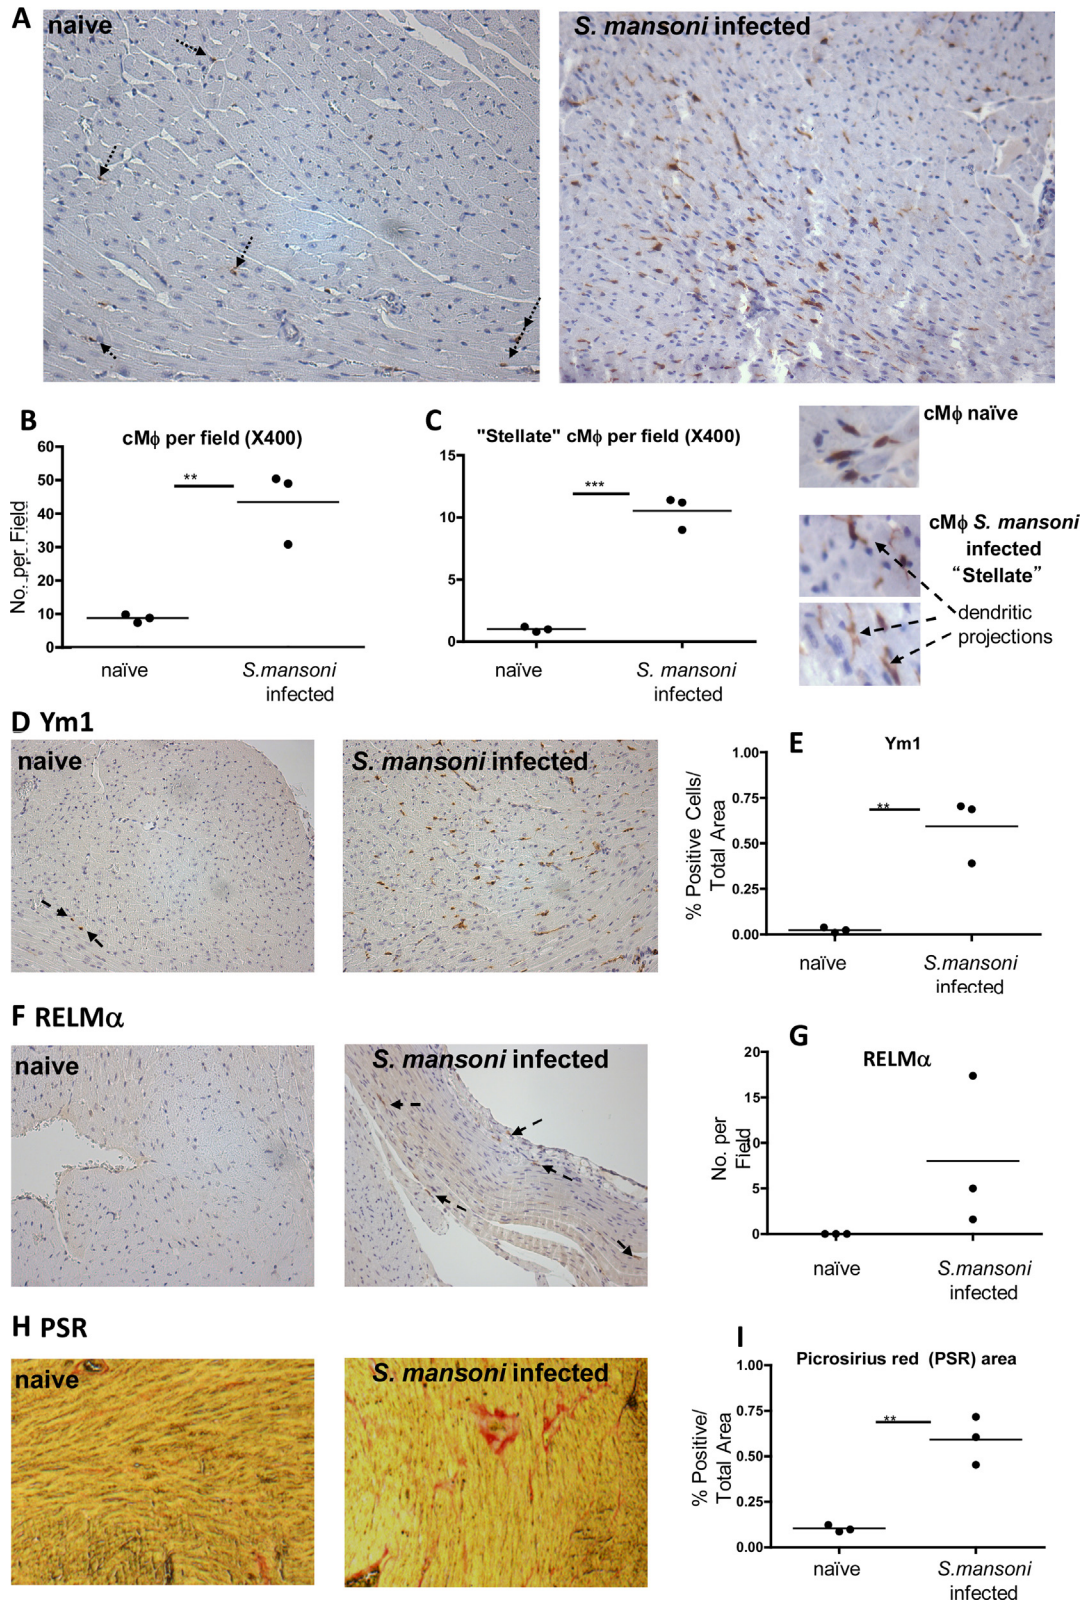 A
naive
S. mansoni infected
B
cMϕ per field (X400)
60
50
40
30
20
10
0
No. per Field
**
naïve
S.mansoni
infected
C
"Stellate" cMϕ per field (X400)
15
10
5
0
***
naïve
S. mansoni
infected
cMϕ naïve
cMϕ S. mansoni
infected
“Stellate”
dendritic
projections
D Ym1
naive
S. mansoni infected
E
Ym1
% Positive Cells/
Total Area
1.00
0.75
0.50
0.25
0.00
**
naïve
S.mansoni
infected
F RELMα
naive
S. mansoni infected
G
RELMα
No. per
Field
20
15
10
5
0
naïve
S.mansoni
infected
H PSR
naive
S. mansoni infected
I
Picrosirius red (PSR) area
% Positive/
Total Area
1.00
0.75
0.50
0.25
0.00
**
naïve
S.mansoni
infected